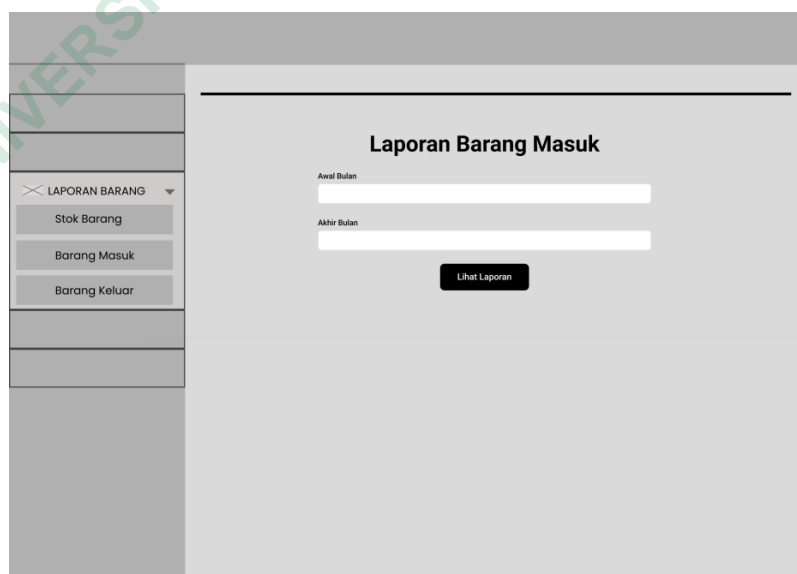 LAPORAN BARANG
Stok Barang
Barang Masuk
Barang Keluar
Laporan Barang Masuk
Awal Bulan
Akhir Bulan
Lihat Laporan